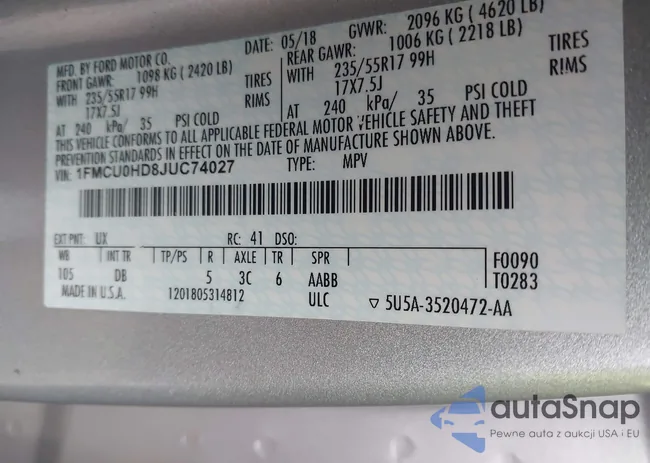 MFD. BY FORD MOTOR CO. DATE: 05/18 GVWR: 2096 KG ( 4620 LB)
FRONT GAWR: 1098 KG ( 2420 LB) REAR GAWR: 1006 KG ( 2218 LB)
WITH 235/55R17 99H TIRES WITH 235/55R17 99H TIRES
17X7.5J RIMS 17X7.5J RIMS
AT 240 kPa/ 35 PSI COLD AT 240 kPa/ 35 PSI COLD
THIS VEHICLE CONFORMS TO ALL APPLICABLE FEDERAL MOTOR VEHICLE SAFETY AND THEFT
PREVENTION STANDARDS IN EFFECT ON THE DATE OF MANUFACTURE SHOWN ABOVE.
VIN: 1FMCU0HD8JUC74027 TYPE: MPV
EXT PNT: UX RC: 41 DSO:
WB INT TR TP/PS R AXLE TR SPR F0090
105 DB 5 3C 6 AABB T0283
MADE IN U.S.A. 1201805314812 ULC ▽ 5U5A-3520472-AA
autaSnap
Pewne auta z aukcji USA i EU